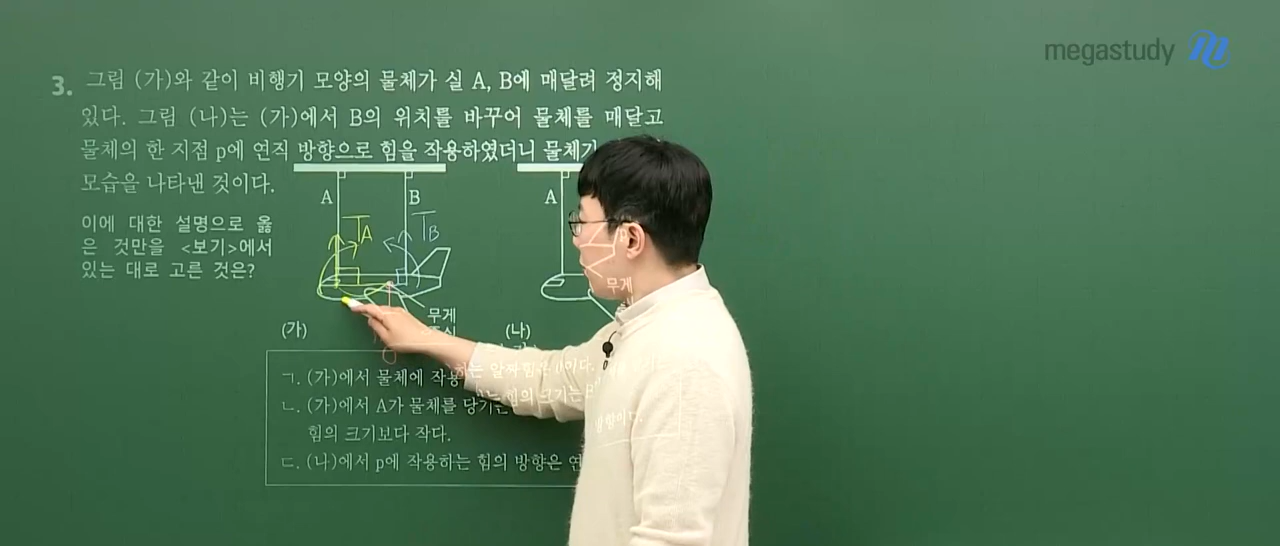 megastudy
3. 그림 (가)와 같이 비행기 모양의 물체가 실 A, B에 매달려 정지해
있다. 그림 (나)는 (가)에서 B의 위치를 바꾸어 물체를 매달고
물체의 한 지점 p에 연직 방향으로 힘을 작용하였더니 물체가
모습을 나타낸 것이다.
이에 대한 설명으로 옳
은 것만을 <보기>에서
있는 대로 고른 것은?
A B
T_A T_B
무게
(가)
A
무게
(나)
ㄱ. (가)에서 물체에 작용하는 알짜힘은 0이다.
ㄴ. (가)에서 A가 물체를 당기는 힘의 크기는 B
힘의 크기보다 작다.
ㄷ. (나)에서 p에 작용하는 힘의 방향은 연 방향이다.